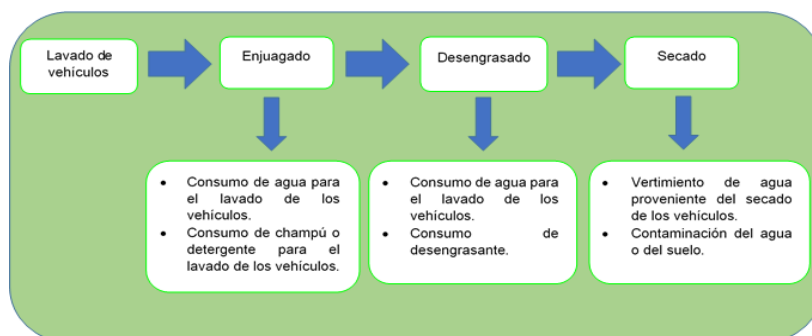 Lavado de
vehículos
Enjuagado
Desengrasado
Secado
• Consumo de agua para
el lavado de los
vehículos.
• Consumo de champú o
detergente para el
lavado de los vehículos.
• Consumo de agua para
el lavado de los
vehículos.
• Consumo de
desengrasante.
• Vertimiento de agua
proveniente del secado
de los vehículos.
• Contaminación del agua
o del suelo.